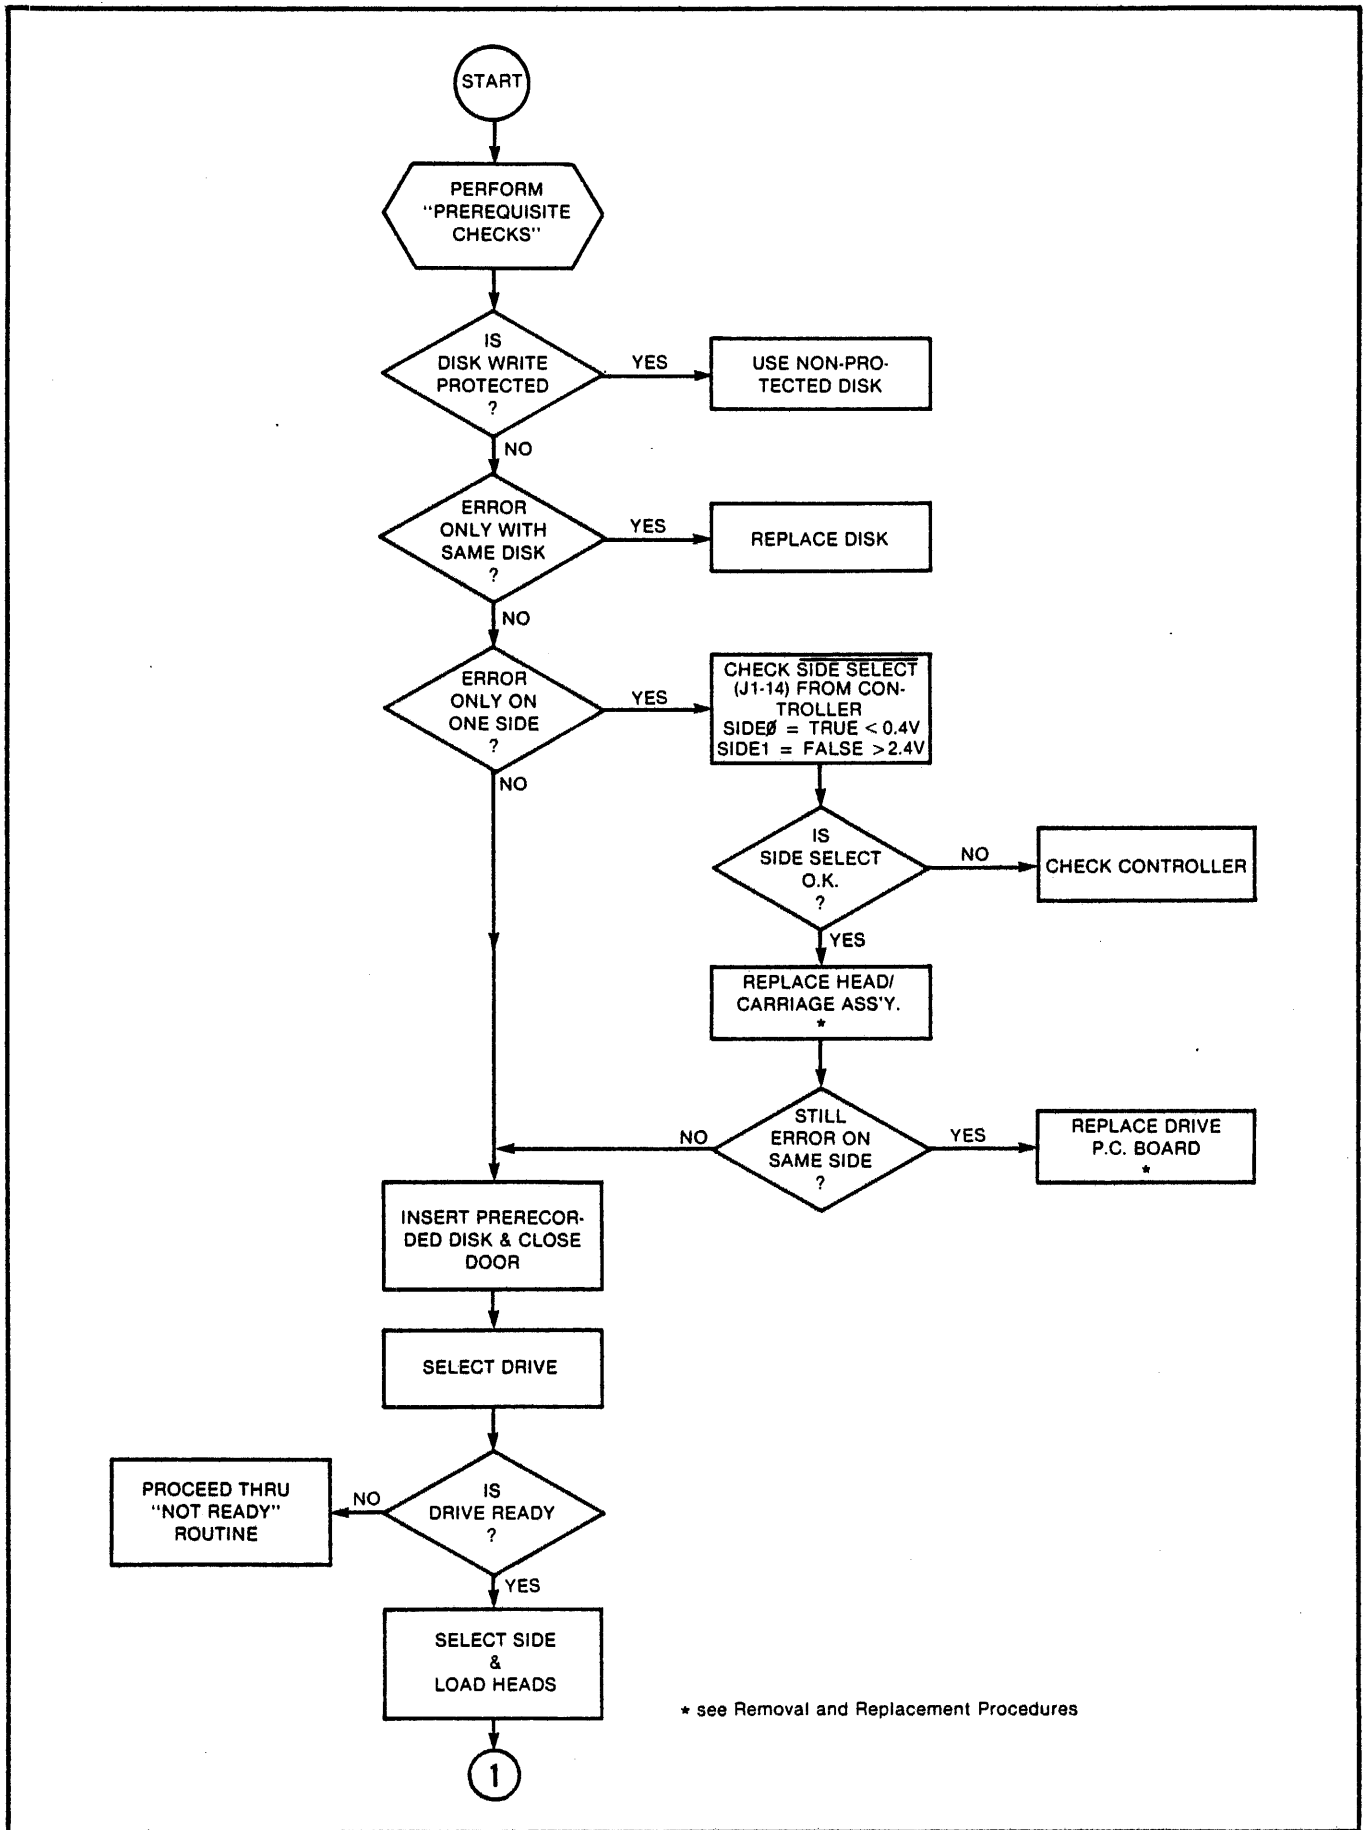 START
PERFORM
"PREREQUISITE
CHECKS"
IS
DISK WRITE
PROTECTED
?
YES
USE NON-PRO-
TECTED DISK
NO
ERROR
ONLY WITH
SAME DISK
?
YES
REPLACE DISK
NO
ERROR
ONLY ON
ONE SIDE
?
YES
CHECK SIDE SELECT
(J1-14) FROM CON-
TROLLER
SIDEØ = TRUE < 0.4V
SIDE1 = FALSE > 2.4V
NO
IS
SIDE SELECT
O.K.
?
NO
CHECK CONTROLLER
YES
REPLACE HEAD/
CARRIAGE ASS'Y.
*
STILL
ERROR ON
SAME SIDE
?
NO
YES
REPLACE DRIVE
P.C. BOARD
*
INSERT PRERECOR-
DED DISK & CLOSE
DOOR
SELECT DRIVE
IS
DRIVE READY
?
NO
PROCEED THRU
"NOT READY"
ROUTINE
YES
SELECT SIDE
&
LOAD HEADS
* see Removal and Replacement Procedures
1